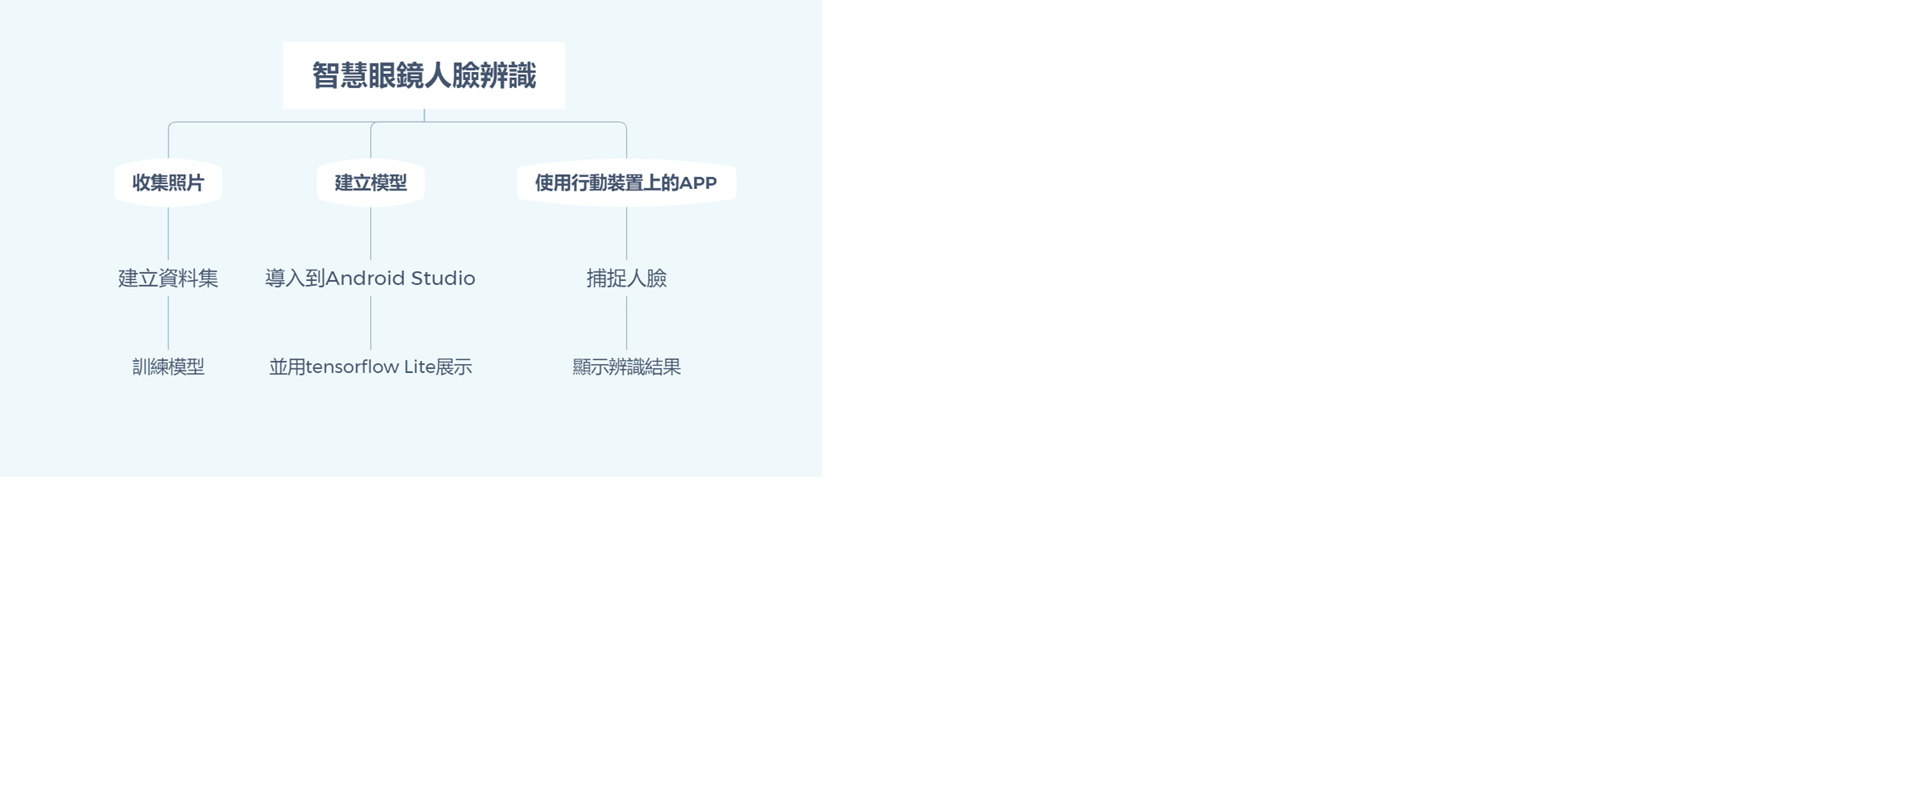 智慧眼鏡人臉辨識
收集照片
建立模型
使用行動裝置上的APP
建立資料集
導入到Android Studio
捕捉人臉
訓練模型
並用tensorflow Lite展示
顯示辨識結果